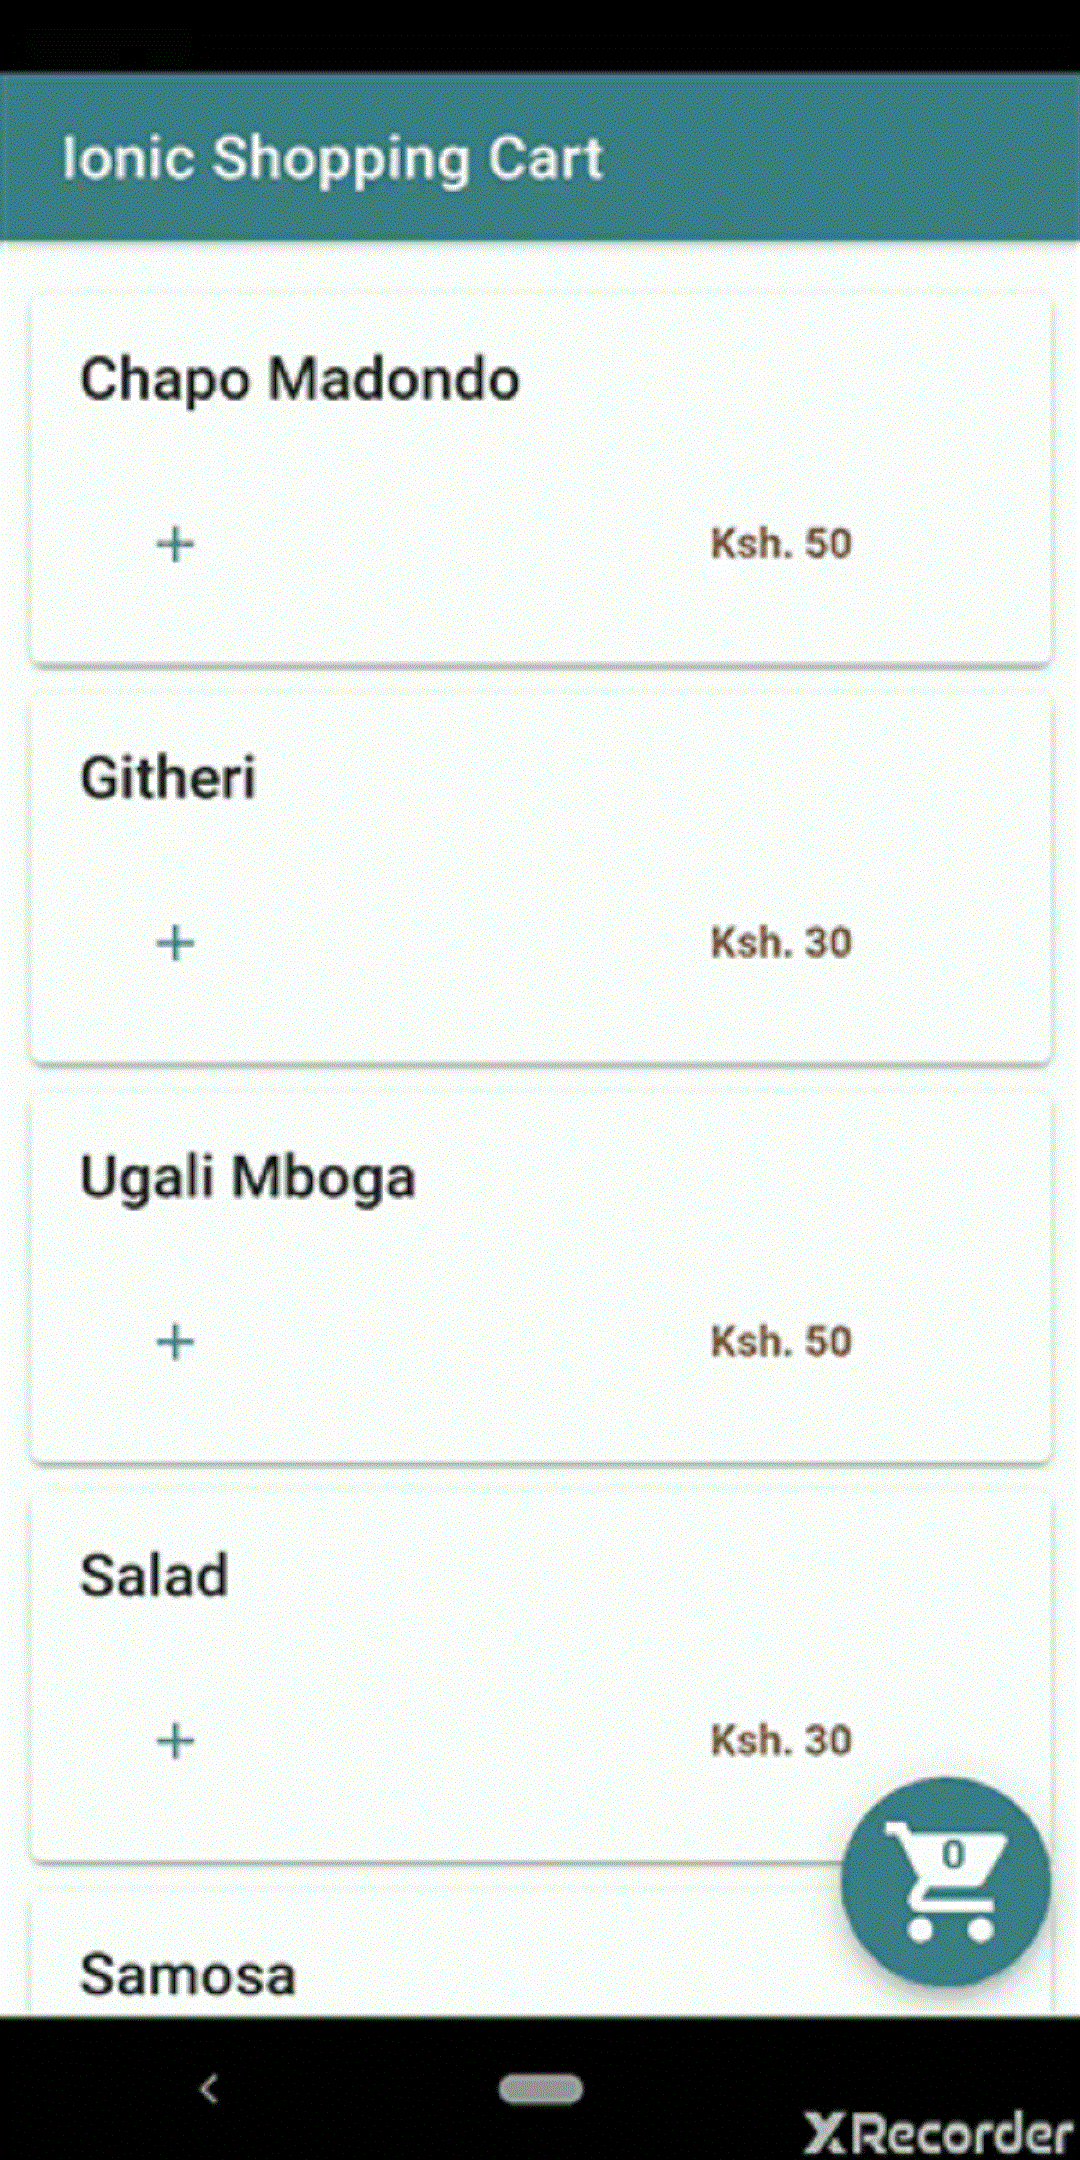 Ionic Shopping Cart
Chapo Madondo
+ Ksh. 50
Githeri
+ Ksh. 30
Ugali Mboga
+ Ksh. 50
Salad
+ Ksh. 30
0
Samosa
XRecorder